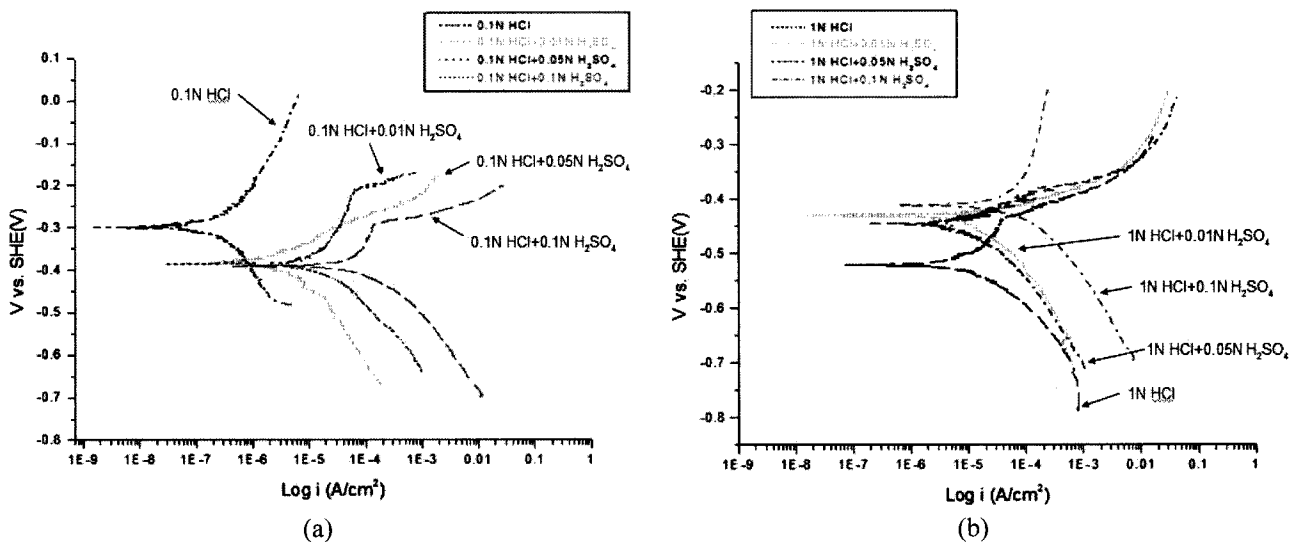 0.1N HCl
0.1N HCl+0.01N H₂SO₄
0.1N HCl+0.05N H₂SO₄
0.1N HCl+0.1N H₂SO₄
0.1
0.0
-0.1
-0.2
-0.3
-0.4
-0.5
-0.6
-0.7
-0.8
V vs. SHE(V)
0.1N HCl
0.1N HCl+0.01N H₂SO₄
0.1N HCl+0.05N H₂SO₄
0.1N HCl+0.1N H₂SO₄
1E-9 1E-8 1E-7 1E-6 1E-5 1E-4 1E-3 0.01 0.1 1
Log i (A/cm²)
(a)
1N HCl
1N HCl+0.05N H₂SO₄
1N HCl+0.1N H₂SO₄
-0.2
-0.3
-0.4
-0.5
-0.6
-0.7
-0.8
V vs. SHE(V)
1N HCl+0.01N H₂SO₄
1N HCl+0.1N H₂SO₄
1N HCl+0.05N H₂SO₄
1N HCl
1E-9 1E-8 1E-7 1E-6 1E-5 1E-4 1E-3 0.01 0.1 1
Log i (A/cm²)
(b)